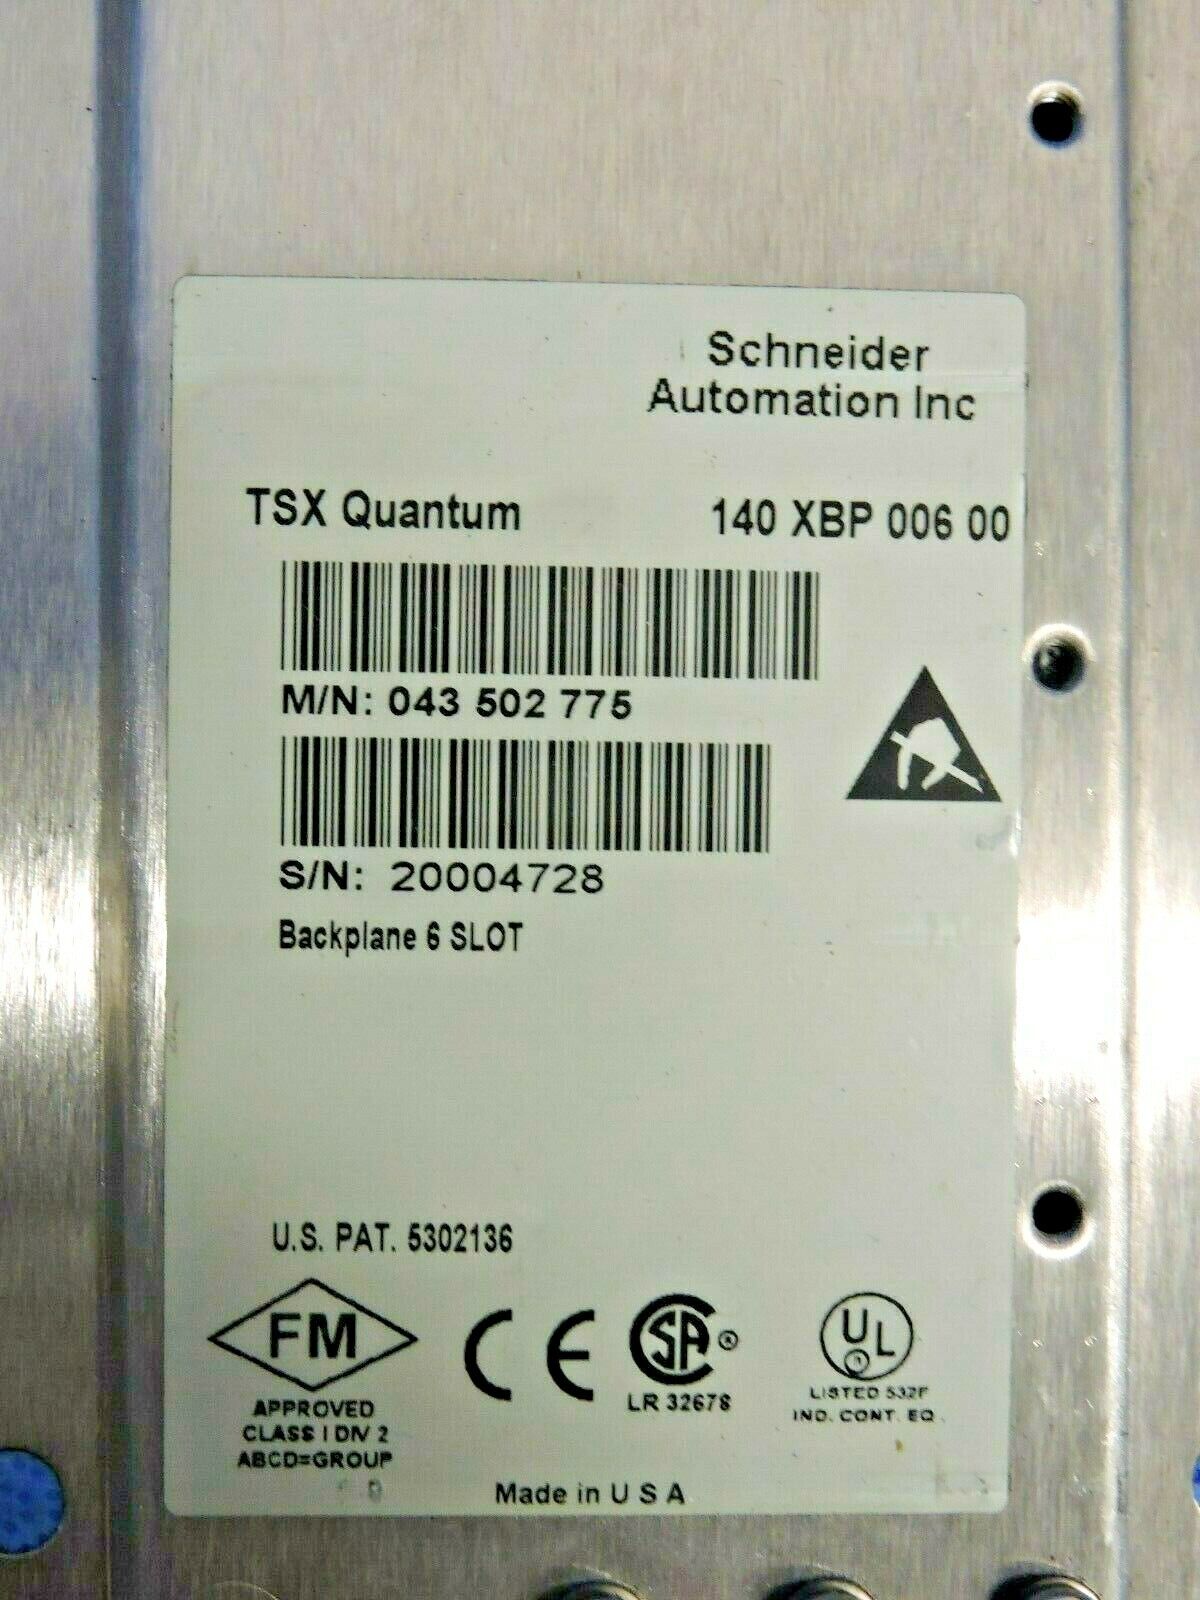 Schneider
Automation Inc
TSX Quantum 140 XBP 006 00
M/N: 043 502 775
S/N: 20004728
Backplane 6 SLOT
U.S. PAT. 5302136
FM
APPROVED
CLASS I DIV 2
ABCD=GROUP
CE
SA ®
LR 32678
UL
LISTED 532F
IND. CONT. EQ.
Made in U S A